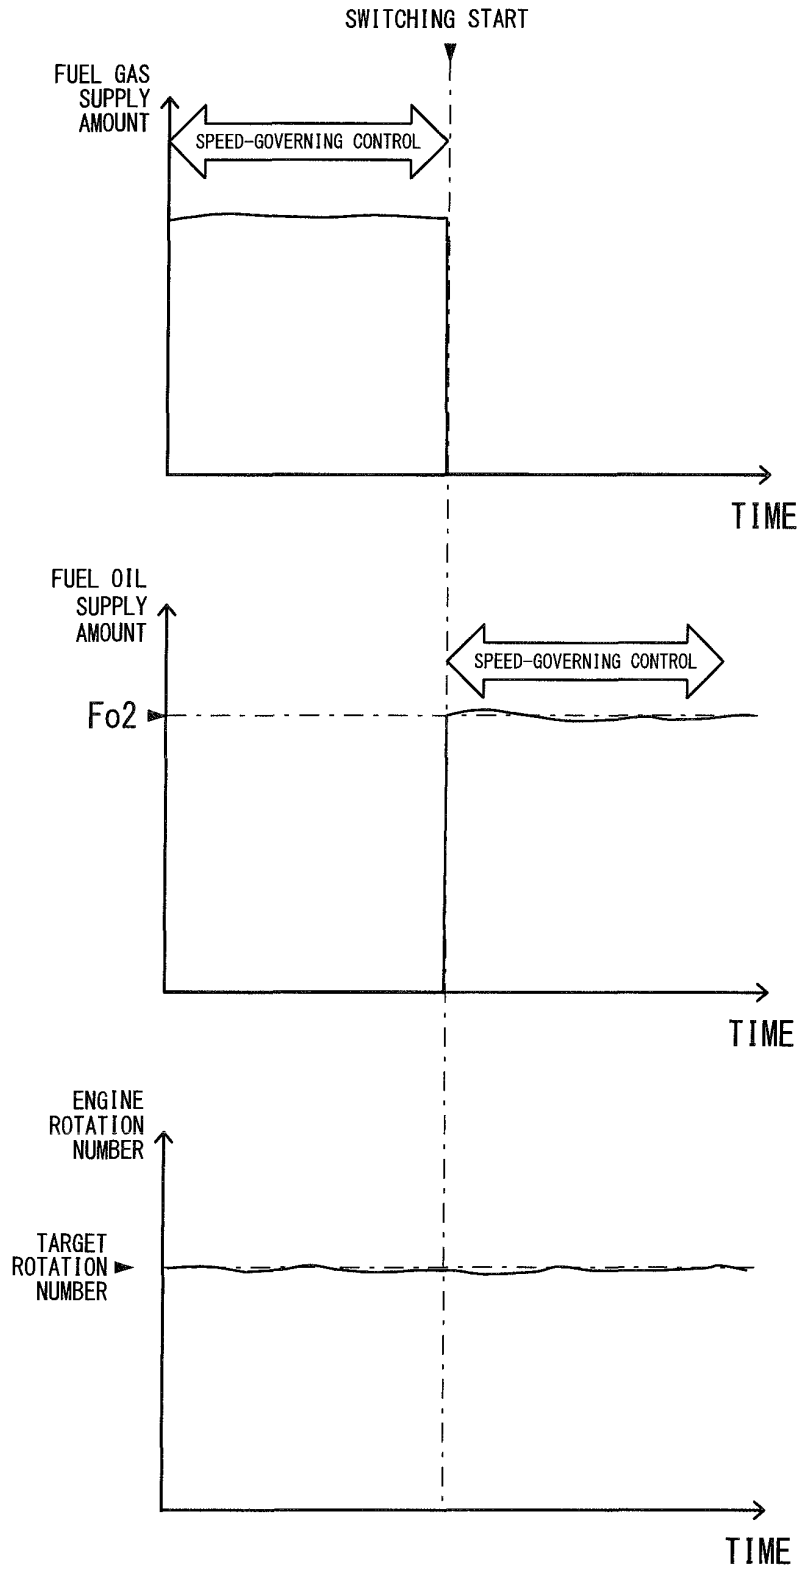 SWITCHING START
FUEL GAS
SUPPLY
AMOUNT
SPEED-GOVERNING CONTROL
TIME
FUEL OIL
SUPPLY
AMOUNT
SPEED-GOVERNING CONTROL
Fo2
TIME
ENGINE
ROTATION
NUMBER
TARGET
ROTATION
NUMBER
TIME